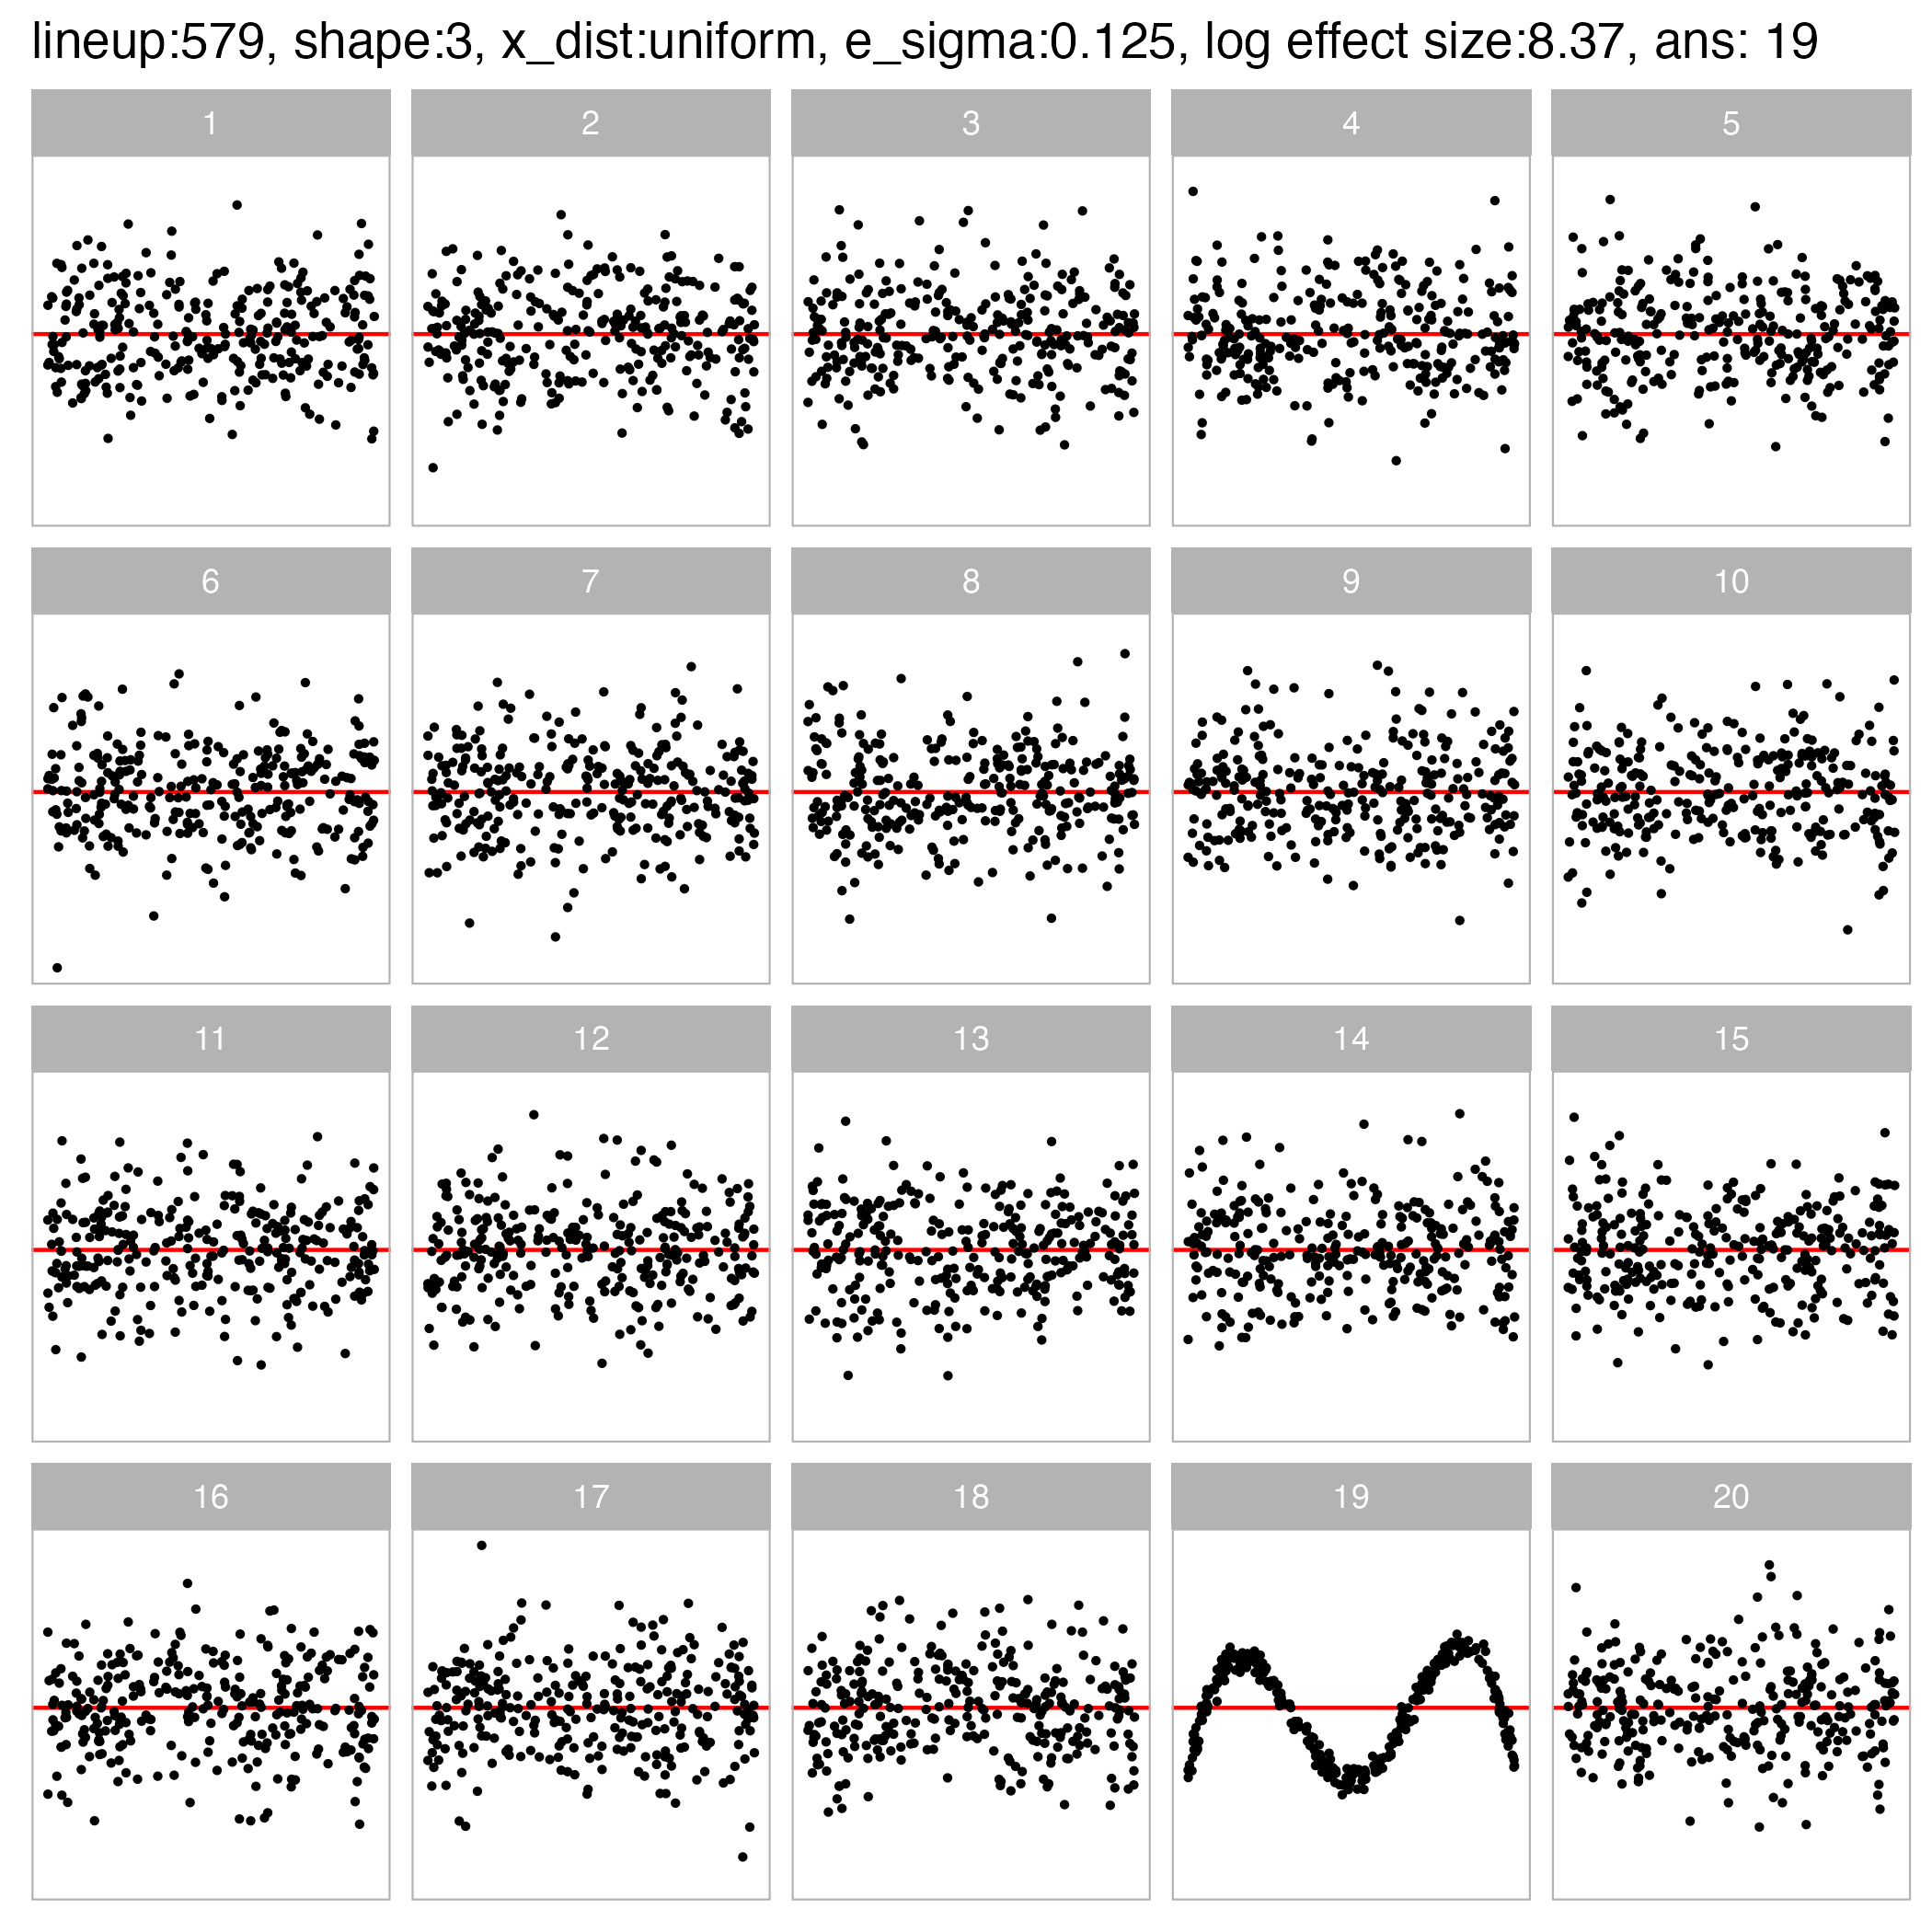 lineup:579, shape:3, x_dist:uniform, e_sigma:0.125, log effect size:8.37, ans: 19
1 2 3 4 5
6 7 8 9 10
11 12 13 14 15
16 17 18 19 20